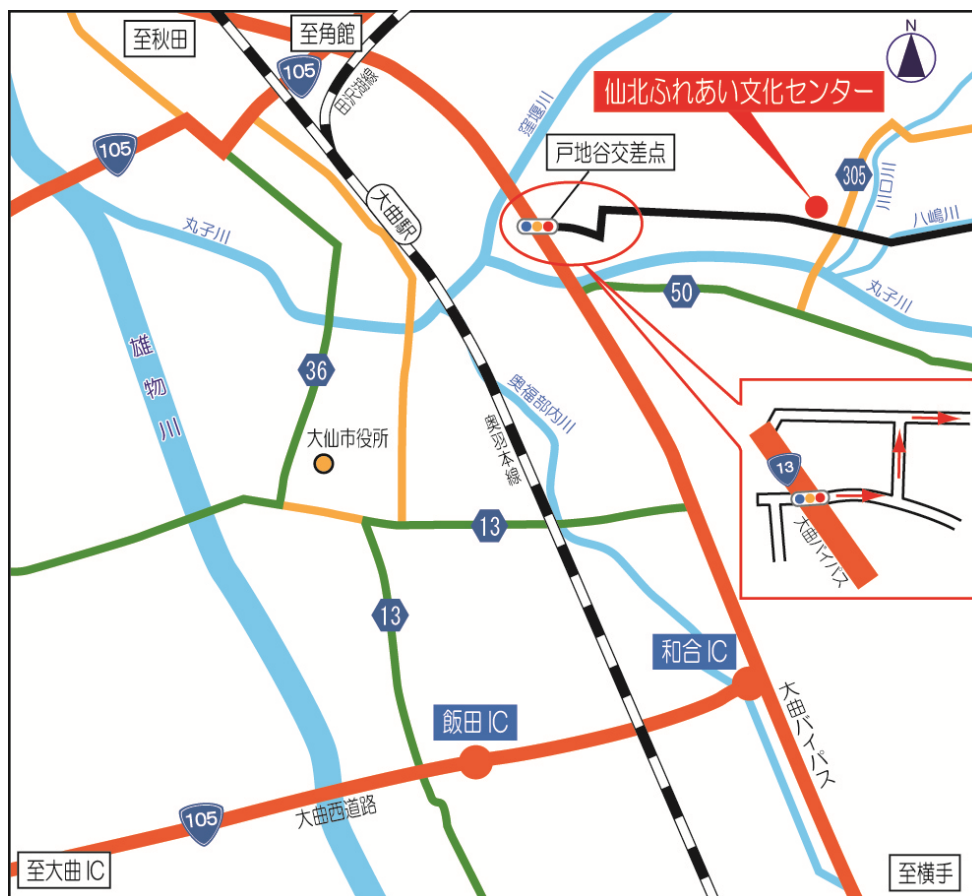 至秋田
至角館
N
105
田沢湖線
窪堰川
仙北ふれあい文化センター
105
戸地谷交差点
305
川口川
大曲駅
八嶋川
丸子川
50
丸子川
雄物川
36
奥福部内川
大仙市役所
奥羽本線
13
大曲バイパス
13
13
和合IC
飯田IC
大曲バイパス
105
大曲西道路
至大曲IC
至横手